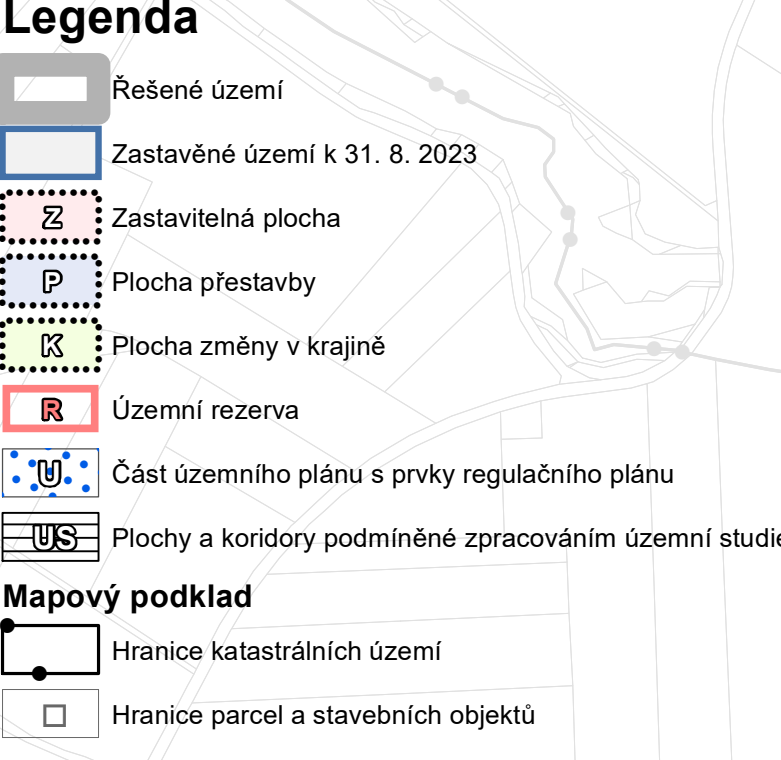 Legenda
Řešené území
Zastavěné území k 31. 8. 2023
Z Zastavitelná plocha
P Plocha přestavby
K Plocha změny v krajině
R Územní rezerva
U Část územního plánu s prvky regulačního plánu
US Plochy a koridory podmíněné zpracováním územní studie
Mapový podklad
Hranice katastrálních území
Hranice parcel a stavebních objektů